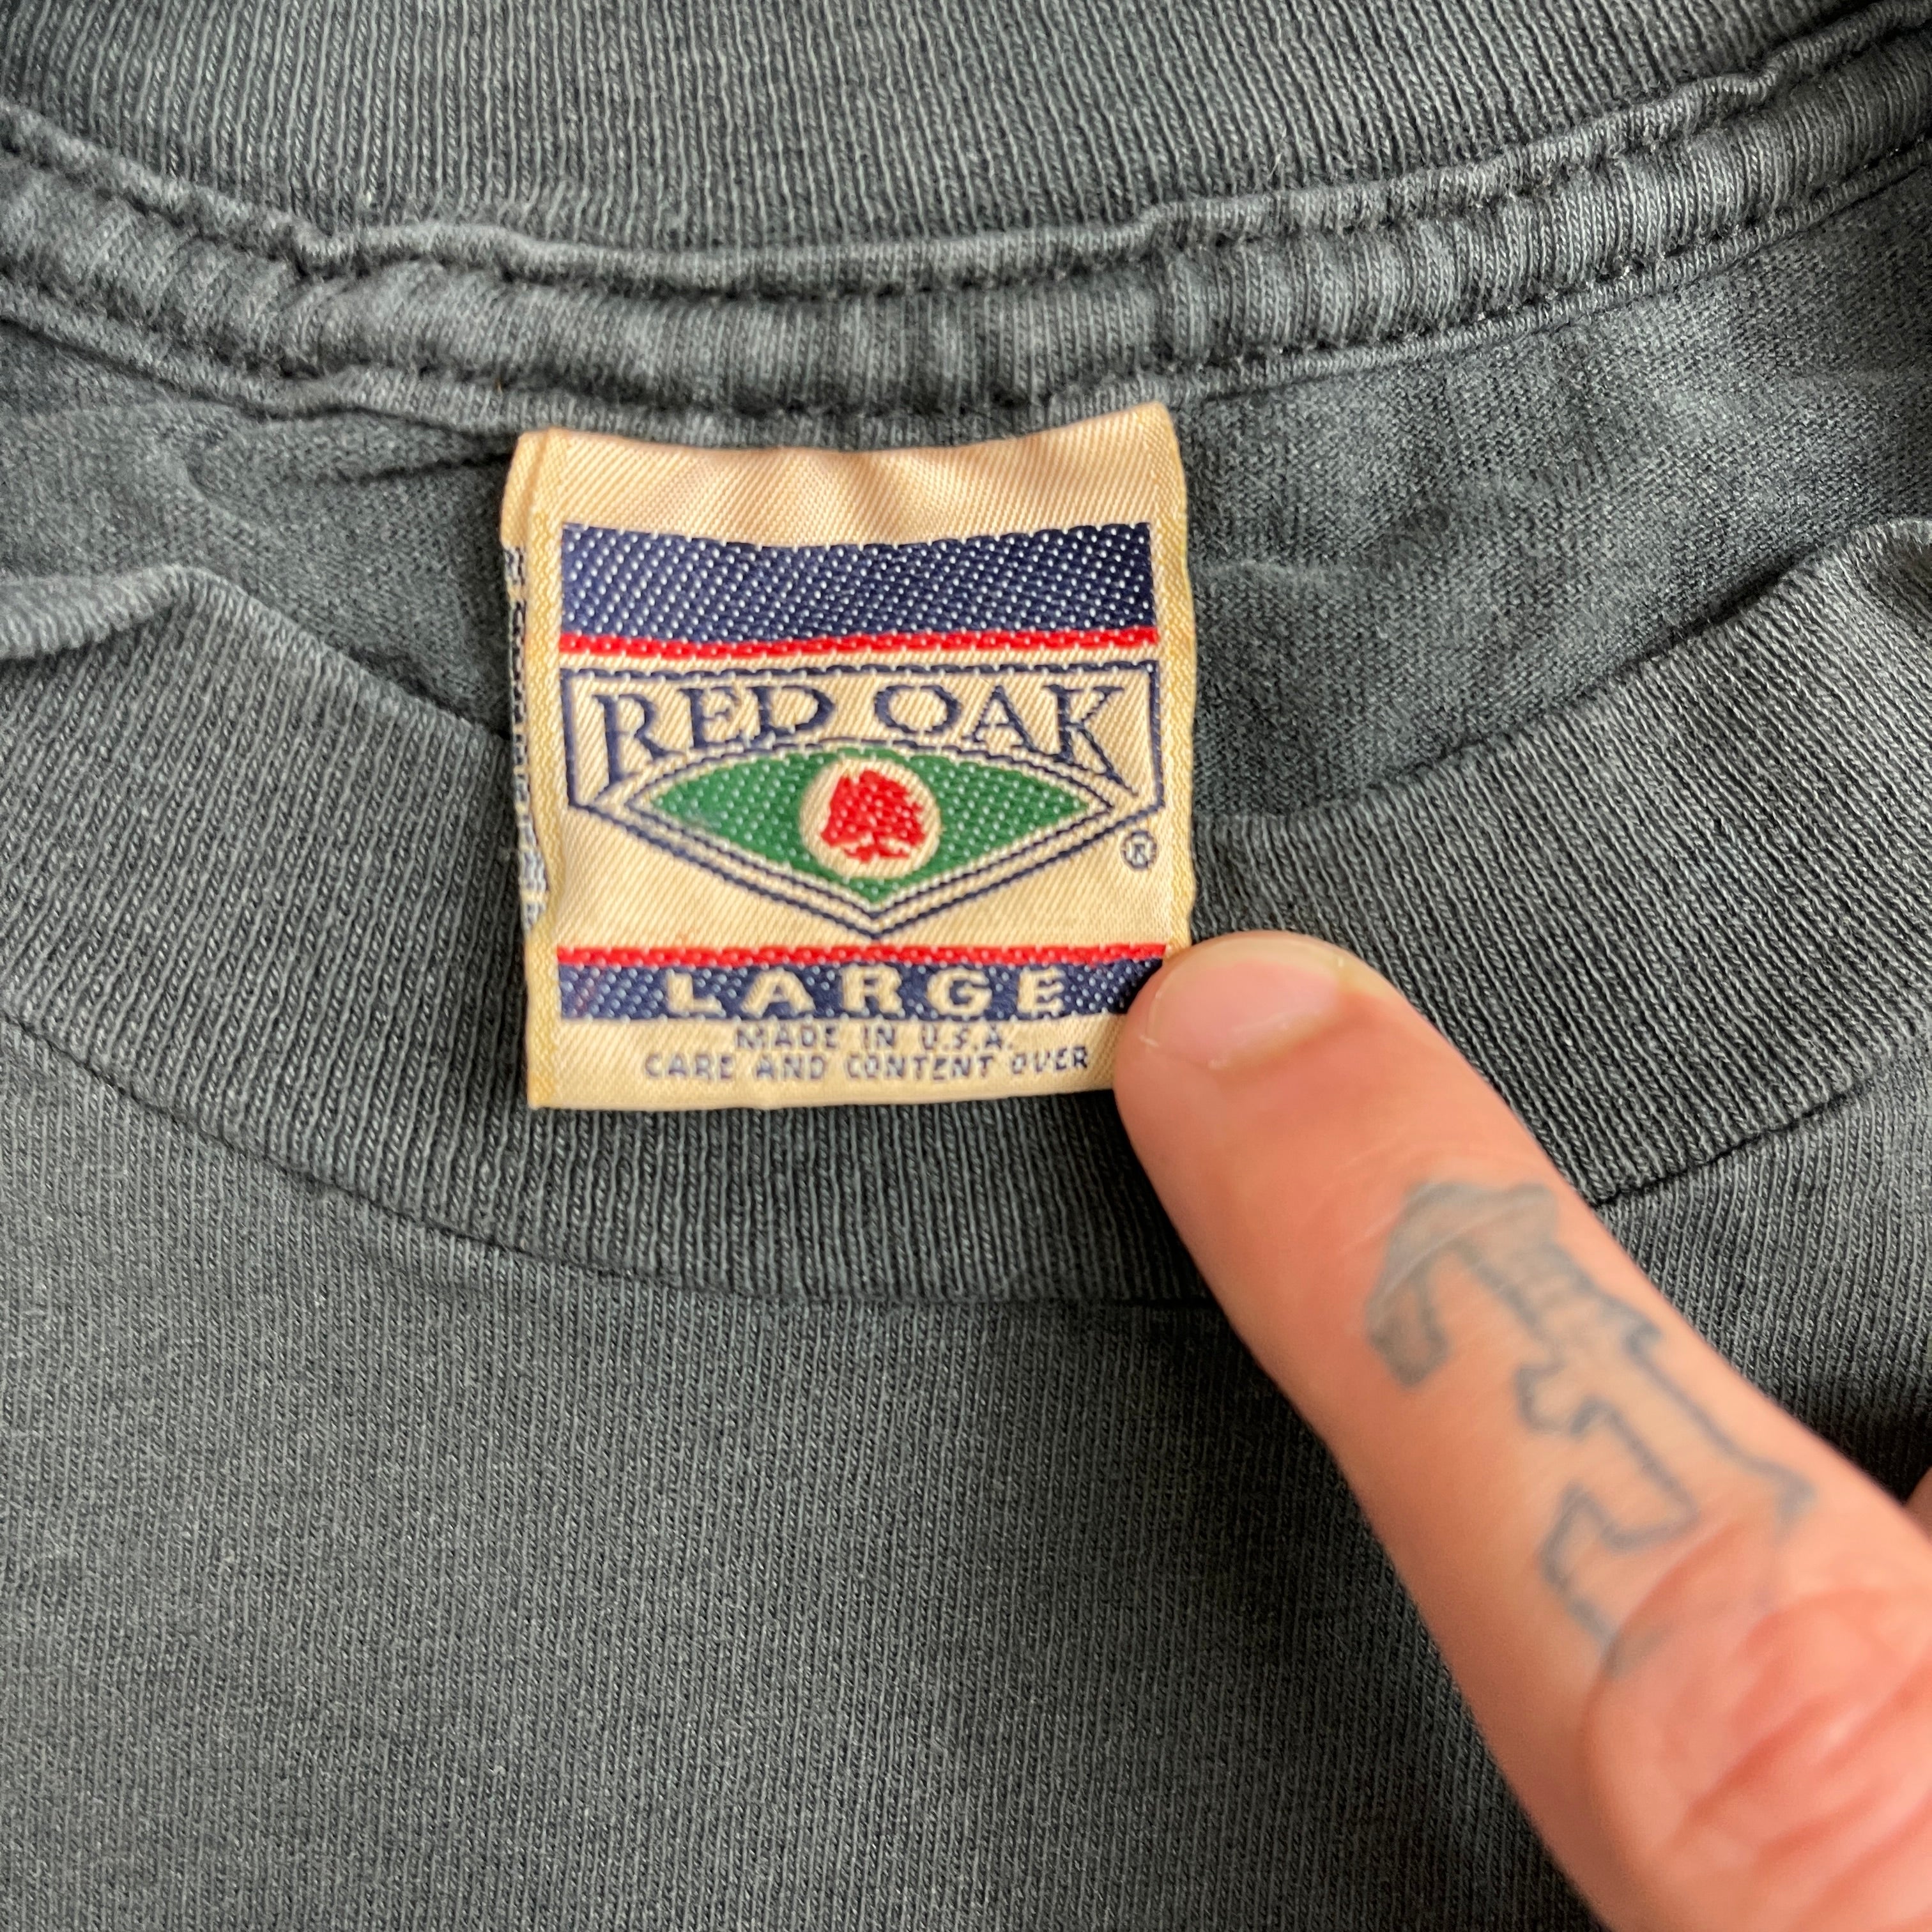 RED OAK
®
LARGE
MADE IN U.S.A.
CARE AND CONTENT OVER